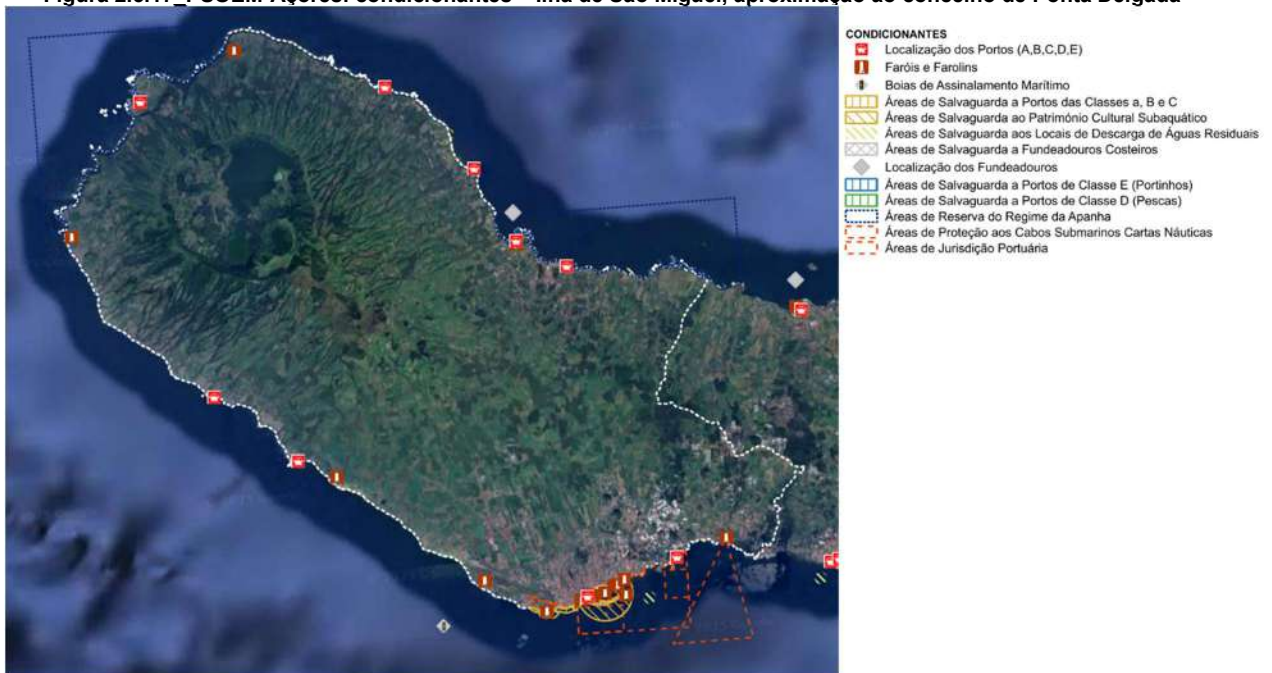 CONDICIONANTES
Localização dos Portos (A,B,C,D,E)
Faróis e Farolins
Boias de Assinalamento Marítimo
Áreas de Salvaguarda a Portos das Classes a, B e C
Áreas de Salvaguarda ao Património Cultural Subaquático
Áreas de Salvaguarda aos Locais de Descarga de Águas Residuais
Áreas de Salvaguarda a Fundeadouros Costeiros
Localização dos Fundeadouros
Áreas de Salvaguarda a Portos de Classe E (Portinhos)
Áreas de Salvaguarda a Portos de Classe D (Pescas)
Áreas de Reserva do Regime da Apanha
Áreas de Proteção aos Cabos Submarinos Cartas Náuticas
Áreas de Jurisdição Portuária